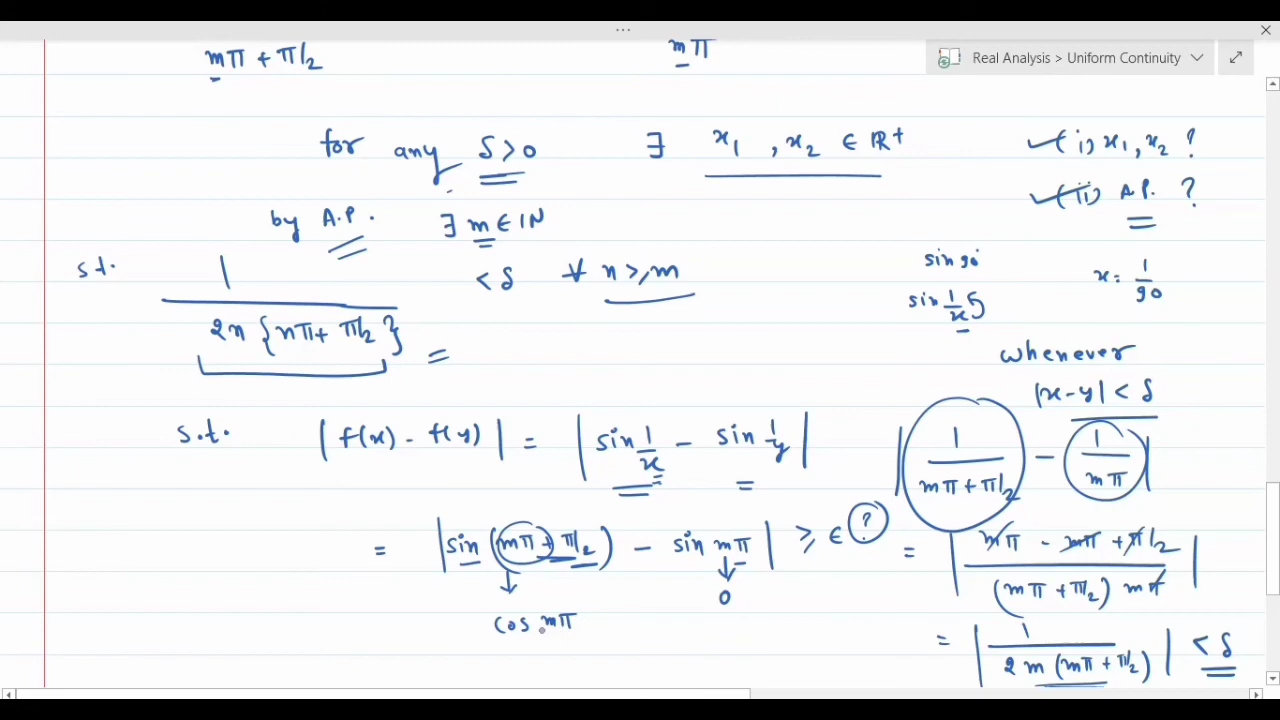 Real Analysis > Uniform Continuity
mπ + π/2 mπ
for any δ>0 ∃ x₁, x₂ ∈ ℝ⁺
(i) x₁, x₂ ?
(ii) A.P. ?
by A.P. ∃ m ∈ IN
s.t. 1/(2n{nπ + π/2}) < δ ∀ n ≥ m
=
sin 90
sin(1/x)
x = 1/90
whenever
|x-y| < δ
s.t. |f(x) - f(y)| = |sin 1/x - sin 1/y|
|1/(mπ + π/2) - 1/mπ|
= |sin(mπ + π/2) - sin mπ| ≥ ∈ ?
= |(mπ - mπ + π/2)/((mπ + π/2) mπ)|
cos mπ 0
= |1/(2m(mπ + π/2))| < δ